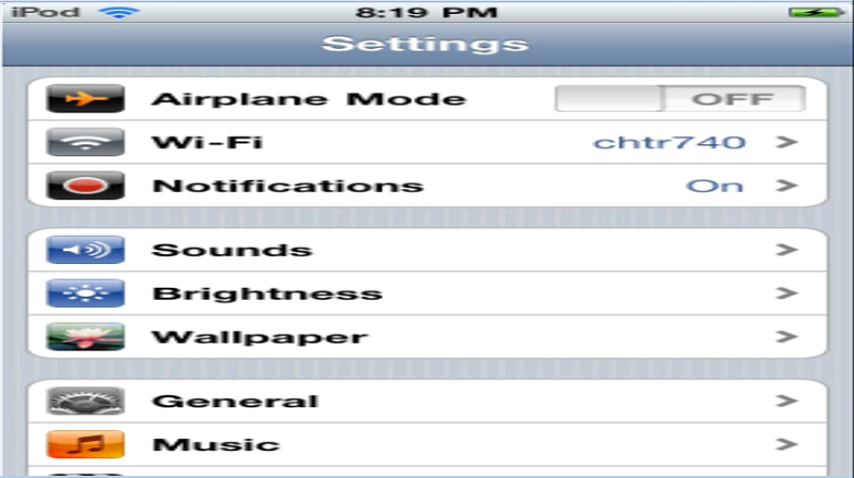 iPod 8:19 PM
Settings
Airplane Mode OFF
Wi-Fi chtr740
Notifications On
Sounds
Brightness
Wallpaper
General
Music